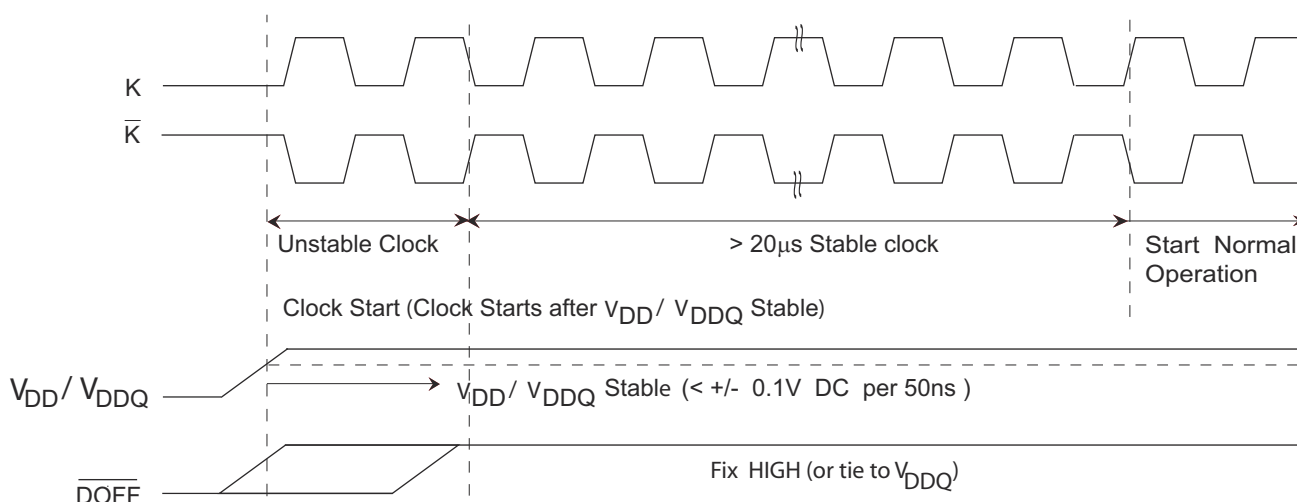 K
K
Unstable Clock
> 20μs Stable clock
Start Normal
Operation
Clock Start (Clock Starts after VDD/ VDDQ Stable)
VDD/ VDDQ
VDD/ VDDQ Stable (< +/- 0.1V DC per 50ns )
Fix HIGH (or tie to VDDQ)
DOFF